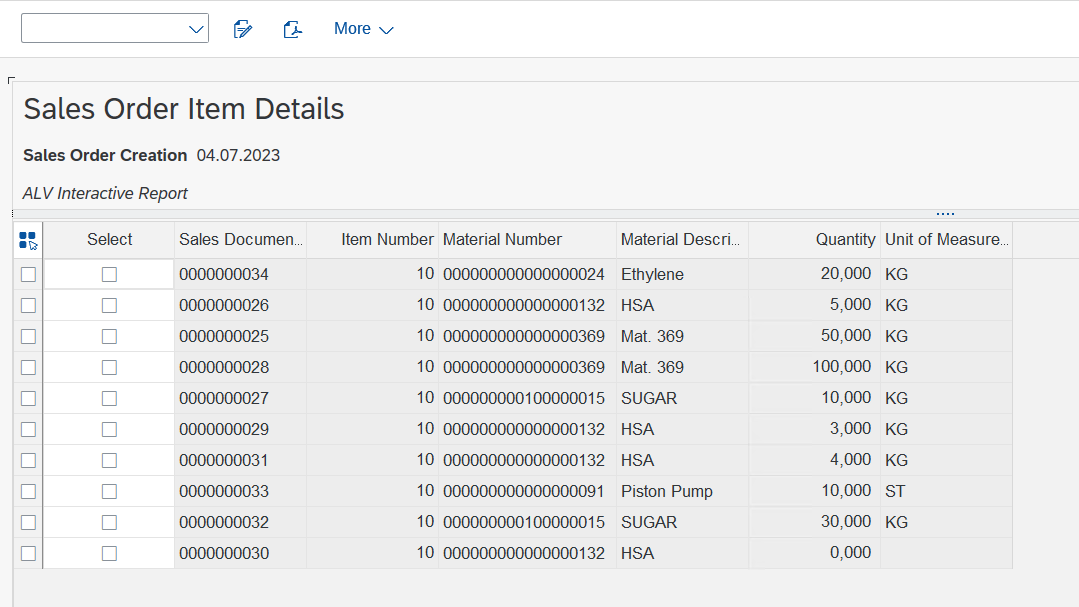 More
Sales Order Item Details
Sales Order Creation 04.07.2023
ALV Interactive Report
Select Sales Documen... Item Number Material Number Material Descri... Quantity Unit of Measure...
0000000034 10 000000000000000024 Ethylene 20,000 KG
0000000026 10 000000000000000132 HSA 5,000 KG
0000000025 10 000000000000000369 Mat. 369 50,000 KG
0000000028 10 000000000000000369 Mat. 369 100,000 KG
0000000027 10 000000000100000015 SUGAR 10,000 KG
0000000029 10 000000000000000132 HSA 3,000 KG
0000000031 10 000000000000000132 HSA 4,000 KG
0000000033 10 000000000000000091 Piston Pump 10,000 ST
0000000032 10 000000000100000015 SUGAR 30,000 KG
0000000030 10 000000000000000132 HSA 0,000